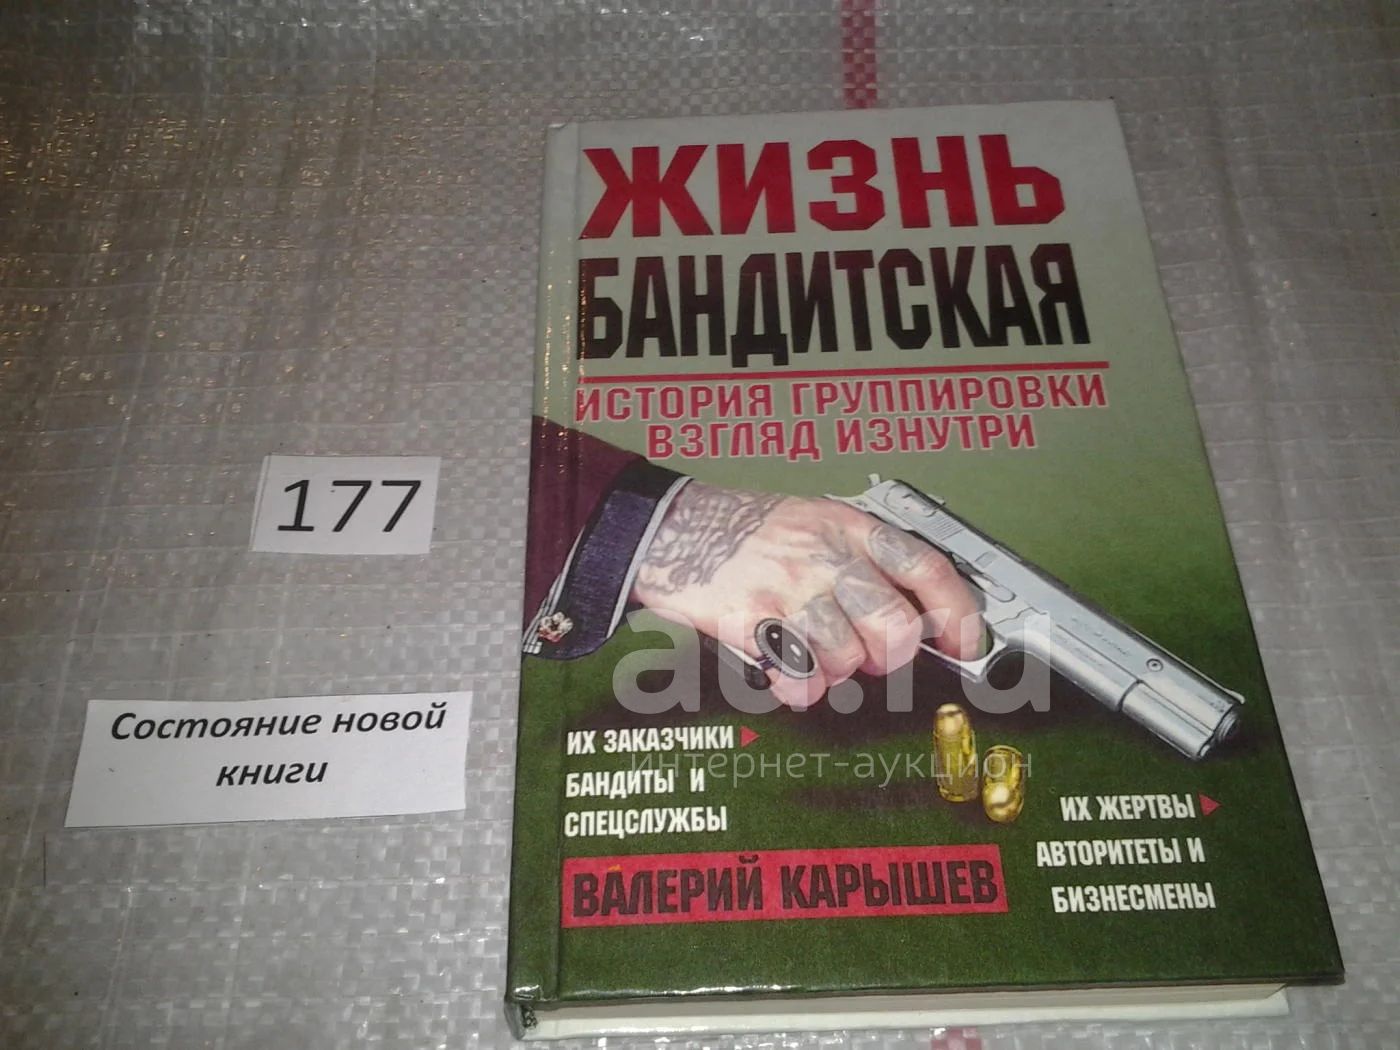 ЖИЗНЬ
БАНДИТСКАЯ
ИСТОРИЯ ГРУППИРОВКИ
ВЗГЛЯД ИЗНУТРИ
177
Состояние новой
книги
au.ru
интернет-аукцион
ИХ ЗАКАЗЧИКИ
БАНДИТЫ И
СПЕЦСЛУЖБЫ
ИХ ЖЕРТВЫ
АВТОРИТЕТЫ И
БИЗНЕСМЕНЫ
ВАЛЕРИЙ КАРЫШЕВ